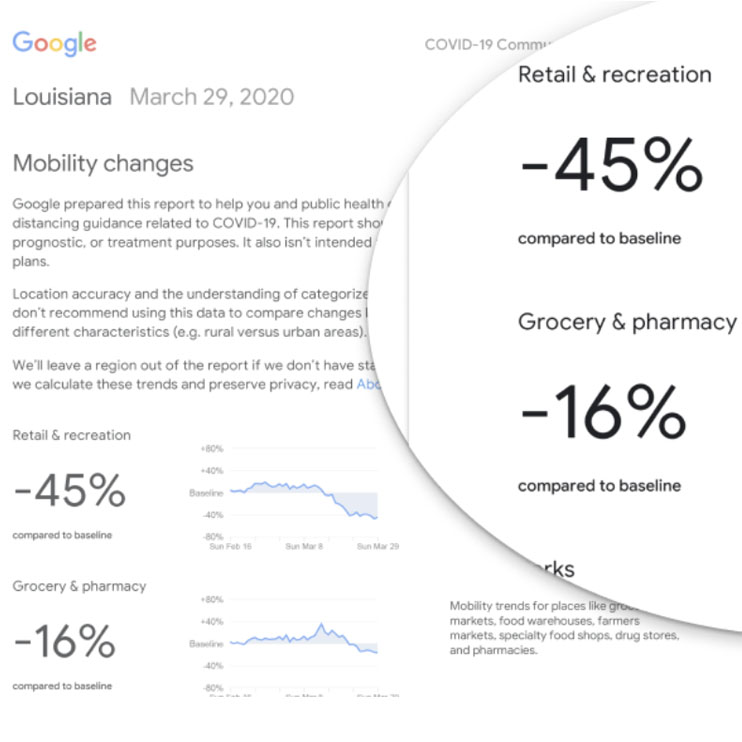 Google
COVID-19
Louisiana March 29, 2020
Mobility changes
Google prepared this report to help you and public health
distancing guidance related to COVID-19. This report
prognostic, or treatment purposes. It also isn't intended
plans.
Location accuracy and the understanding of
don't recommend using this data to compare changes
different characteristics (e.g. rural versus urban areas).
We'll leave a region out of the report if we don't have
we calculate these trends and preserve privacy, read
Retail & recreation
-45%
compared to baseline
+80%
+40%
Baseline
-40%
-80%
Sun Feb 16 Sun Mar 8 Sun Mar 29
Grocery & pharmacy
-16%
compared to baseline
+80%
+40%
Baseline
-40%
-80%
Retail & recreation
-45%
compared to baseline
Grocery & pharmacy
-16%
compared to baseline
Mobility trends for places like
markets, food warehouses, farmers
markets, specialty food shops, drug stores,
and pharmacies.